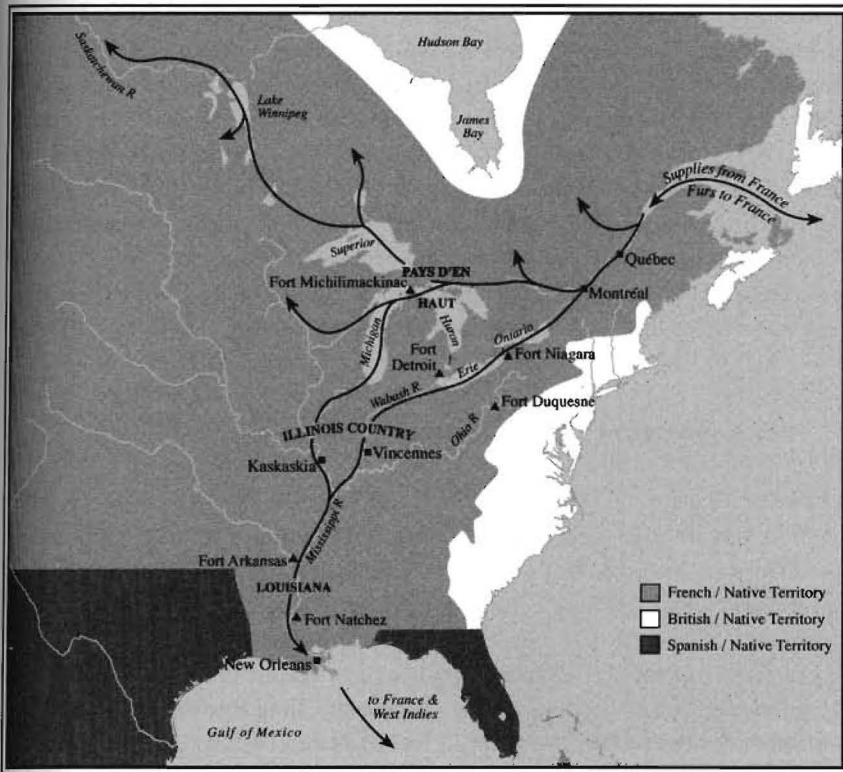 Hudson Bay
Saskatchewan R
Lake
Winnipeg
James
Bay
Supplies from France
Furs to France
Superior
Québec
PAYS D'EN
HAUT
Fort Michilimackinac
Montréal
Michigan
Huron
Ontario
Fort
Detroit
Erie
Fort Niagara
Wabash R
Fort Duquesne
Ohio R
ILLINOIS COUNTRY
Kaskaskia
Vincennes
Mississippi R
Fort Arkansas
LOUISIANA
Fort Natchez
New Orleans
French / Native Territory
British / Native Territory
Spanish / Native Territory
to France &
West Indies
Gulf of Mexico